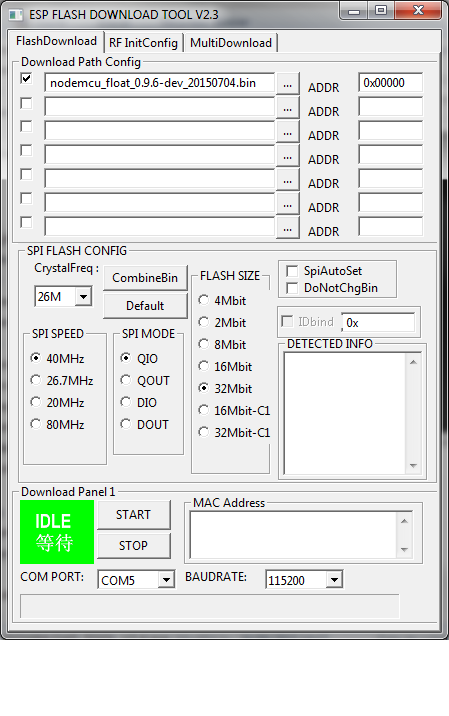 ESP FLASH DOWNLOAD TOOL V2.3
FlashDownload RF InitConfig MultiDownload
Download Path Config
nodemcu_float_0.9.6-dev_20150704.bin ... ADDR 0x00000
... ADDR
... ADDR
... ADDR
... ADDR
... ADDR
... ADDR
SPI FLASH CONFIG
CrystalFreq :
26M
CombineBin
Default
SPI SPEED
40MHz
26.7MHz
20MHz
80MHz
SPI MODE
QIO
QOUT
DIO
DOUT
FLASH SIZE
4Mbit
2Mbit
8Mbit
16Mbit
32Mbit
16Mbit-C1
32Mbit-C1
SpiAutoSet
DoNotChgBin
IDbind 0x
DETECTED INFO
Download Panel 1
IDLE
等待
START
STOP
MAC Address
COM PORT: COM5 BAUDRATE: 115200